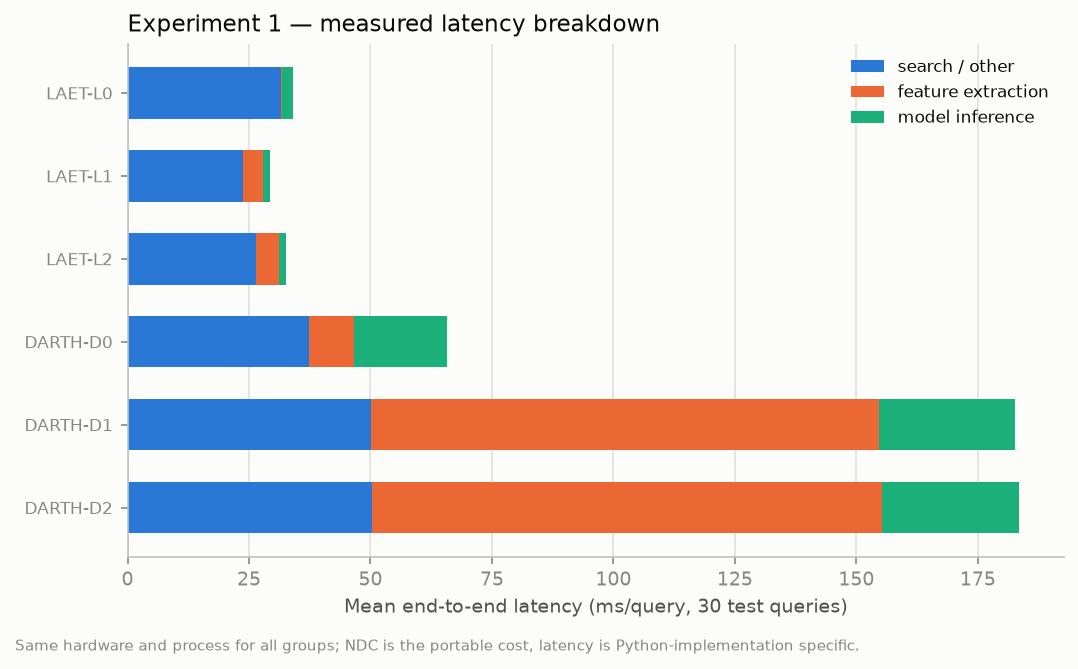 Experiment 1 — measured latency breakdown
search / other
feature extraction
model inference
LAET-L0
LAET-L1
LAET-L2
DARTH-D0
DARTH-D1
DARTH-D2
0 25 50 75 100 125 150 175
Mean end-to-end latency (ms/query, 30 test queries)
Same hardware and process for all groups; NDC is the portable cost, latency is Python-implementation specific.